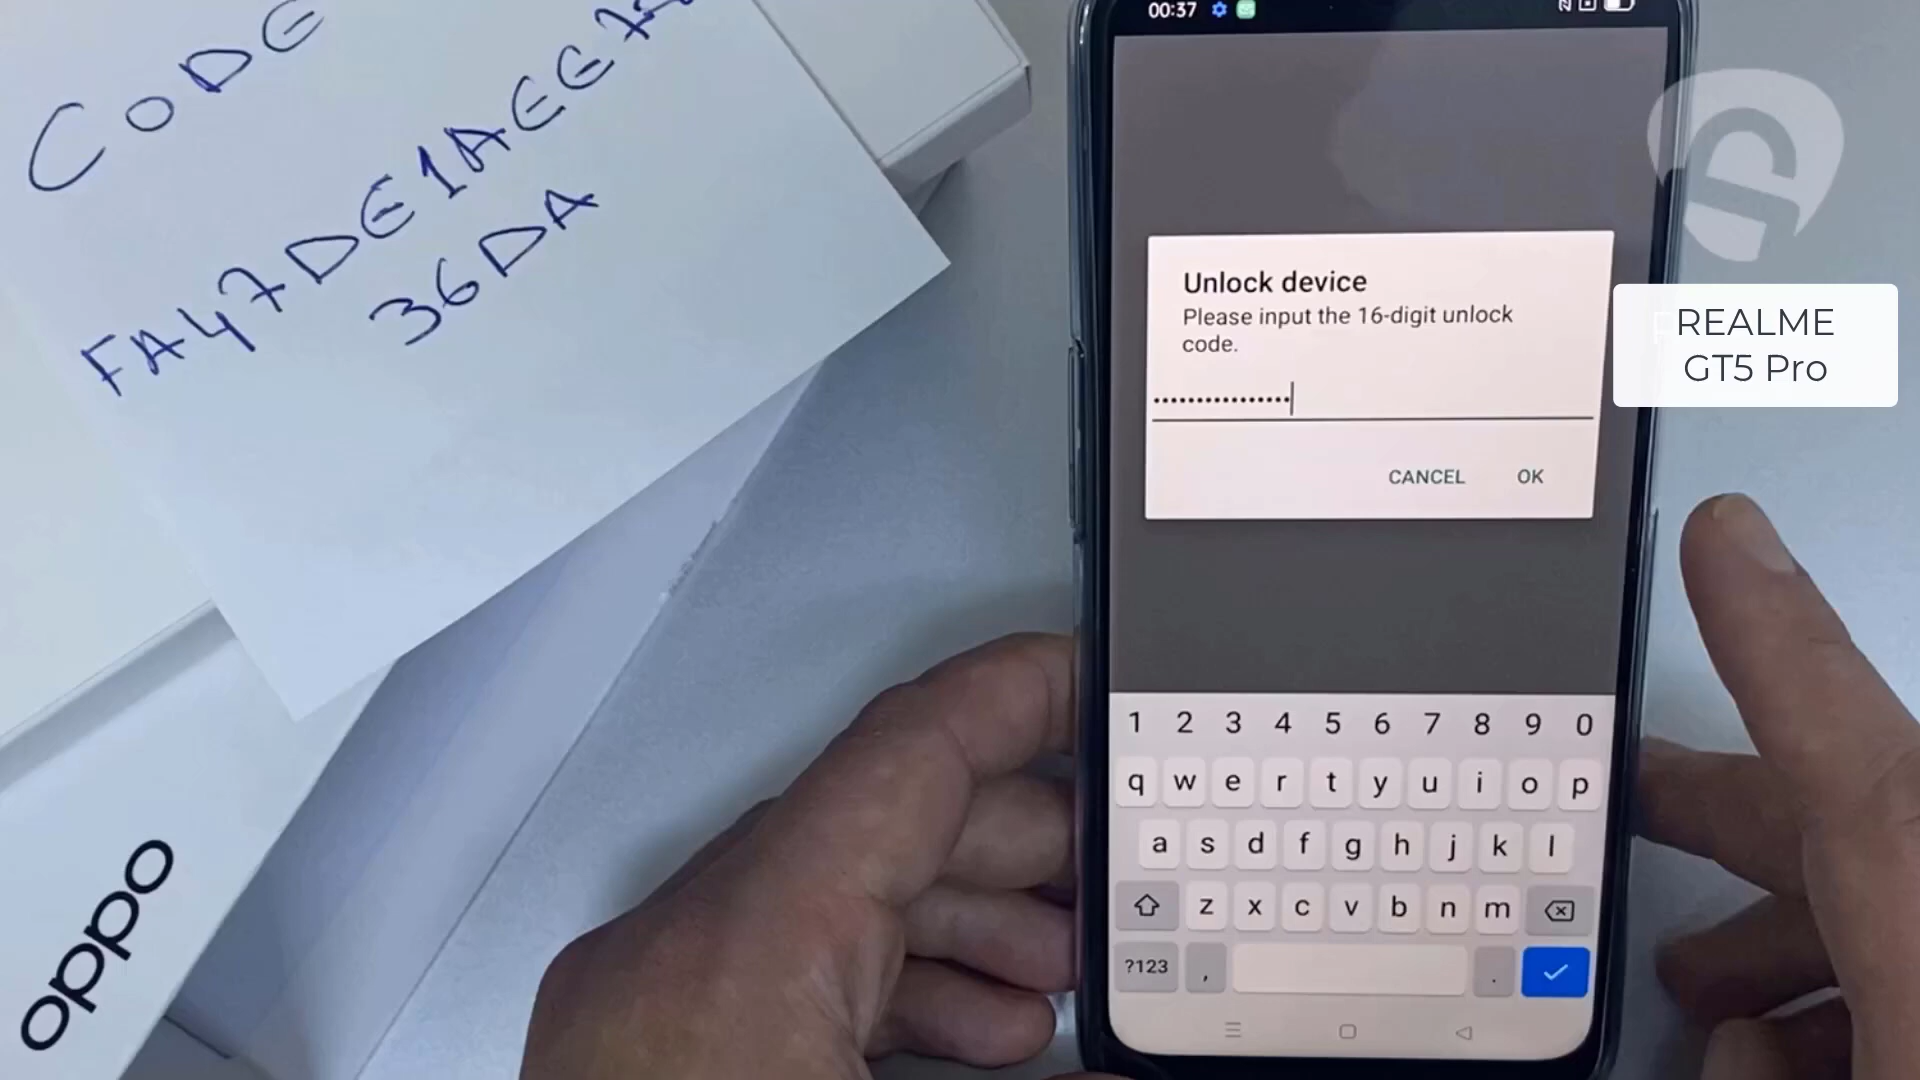 CODE
FA47DE1AEE7
36DA
oppo
00:37
Unlock device
Please input the 16-digit unlock
code.
CANCEL OK
REALME
GT5 Pro
1 2 3 4 5 6 7 8 9 0
q w e r t y u i o p
a s d f g h j k l
z x c v b n m
?123 , .